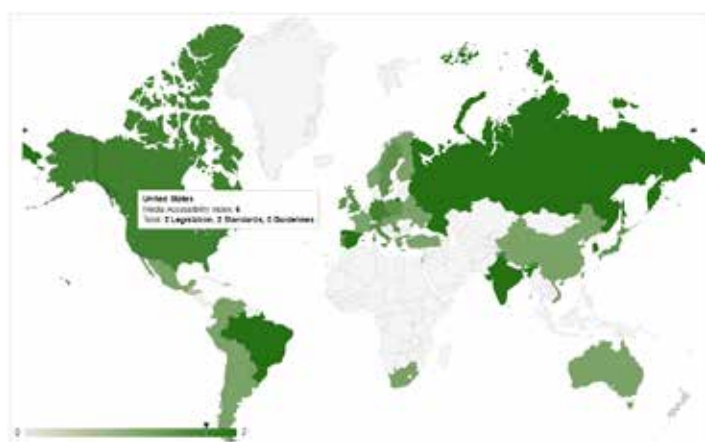 United States
Media Accessibility Index: 6
Total: 3 Legislation, 3 Standards, 0 Guidelines
0
7